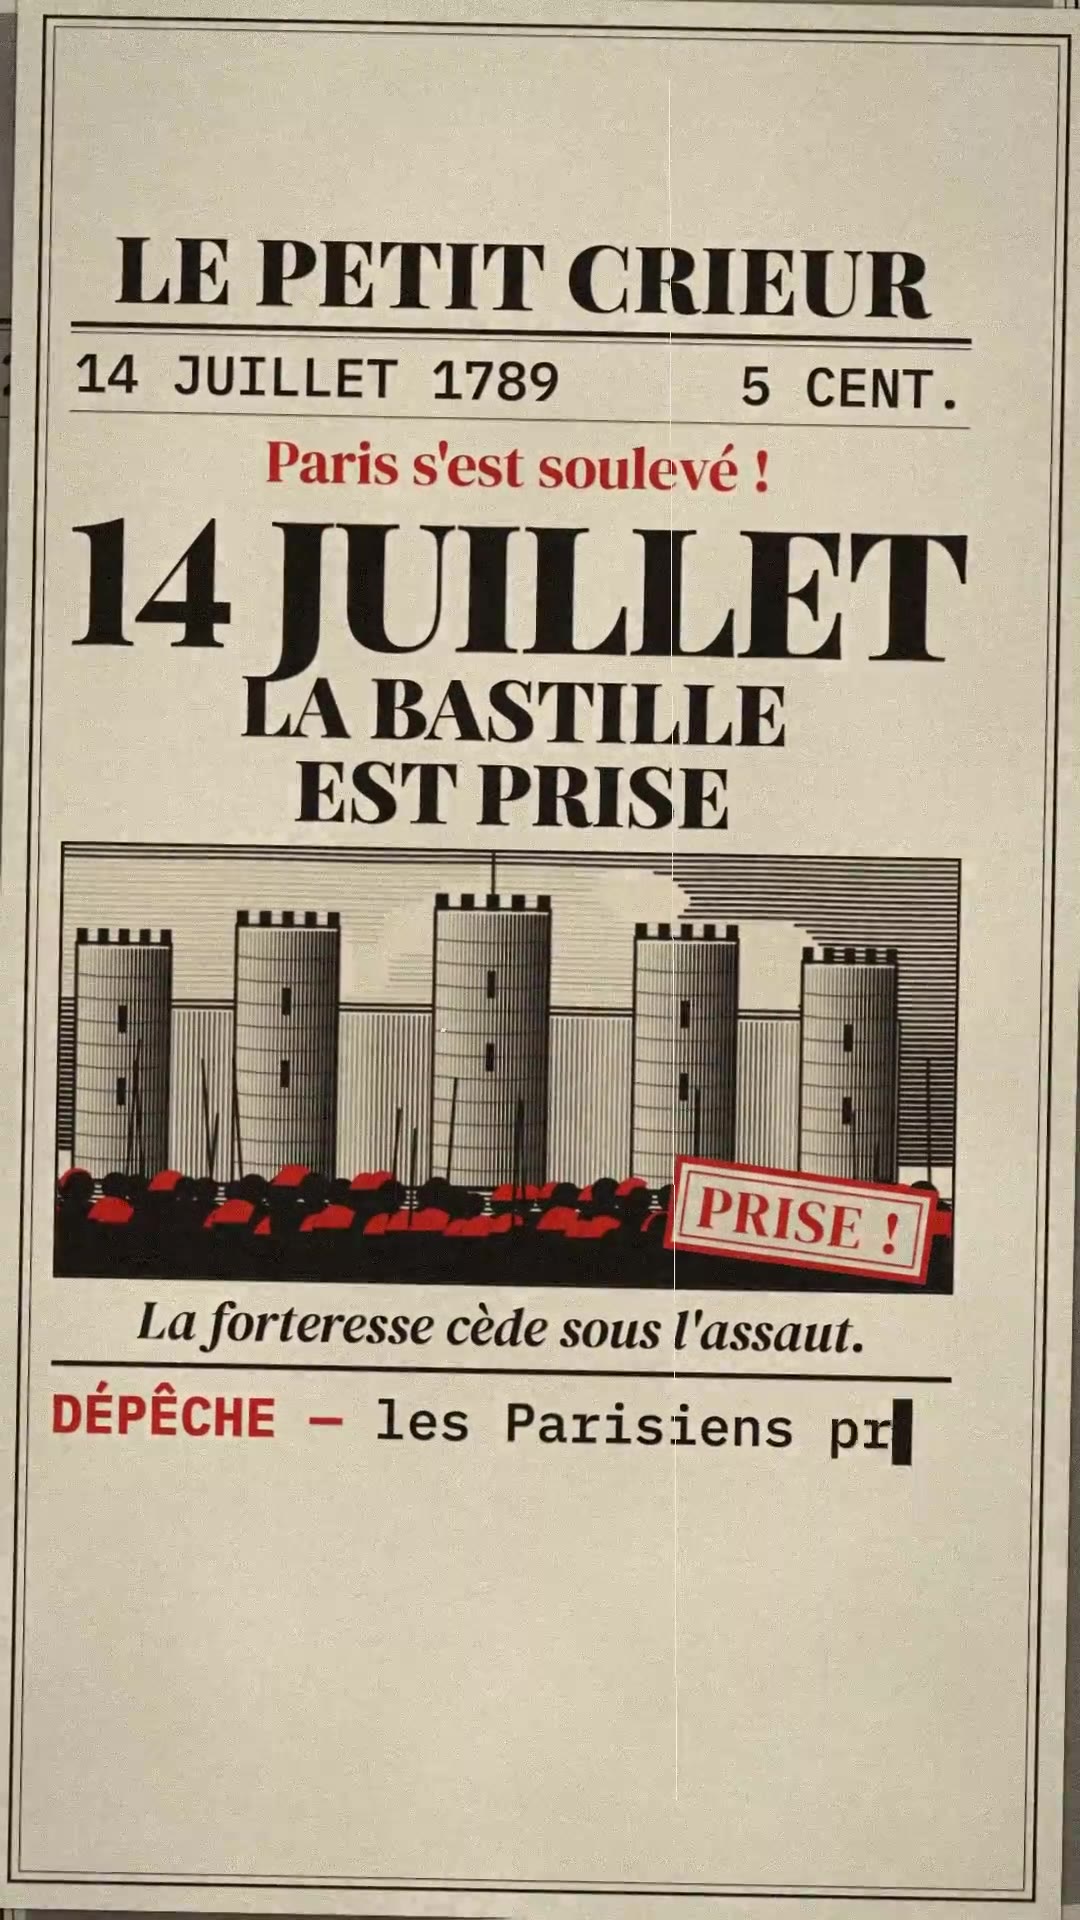 LE PETIT CRIEUR
14 JUILLET 1789 5 CENT.
Paris s'est soulevé !
14 JUILLET
LA BASTILLE
EST PRISE
PRISE !
La forteresse cède sous l'assaut.
DÉPÊCHE — les Parisiens pr